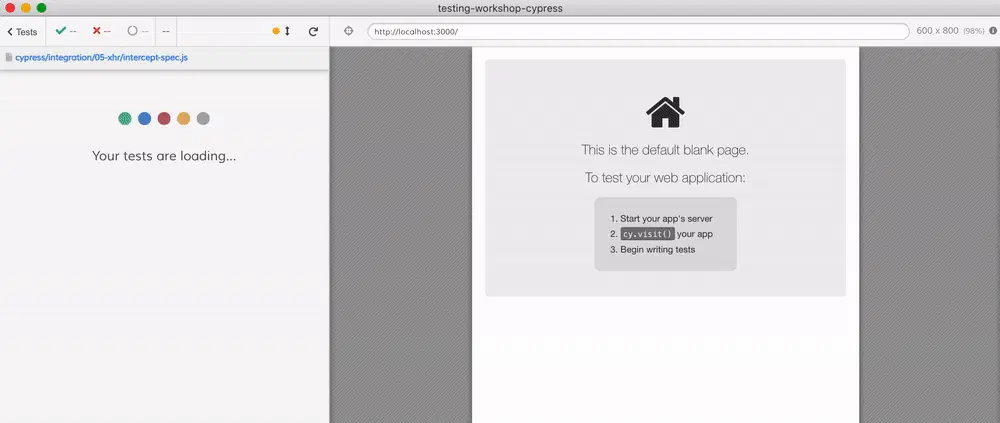 testing-workshop-cypress
Tests -- -- -- --
http://localhost:3000/ 600 x 800 (98%)
cypress/integration/05-xhr/intercept-spec.js
Your tests are loading...
This is the default blank page.
To test your web application:
1. Start your app's server
2. cy.visit() your app
3. Begin writing tests